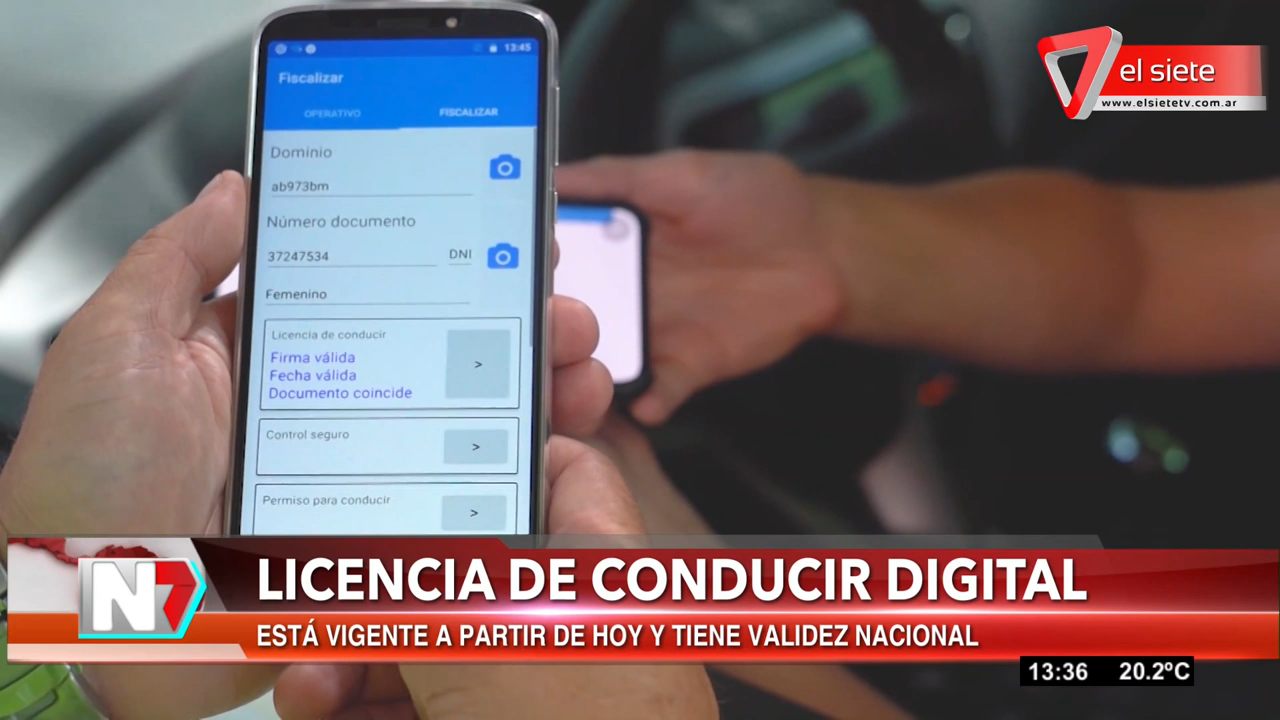 13:45
Fiscalizar
OPERATIVO
FISCALIZAR
Dominio
ab973bm
Número documento
37247534
DNI
Femenino
Licencia de conducir
Firma válida
Fecha válida
Documento coincide
>
Control seguro
>
Permiso para conducir
>
7 el siete
www.elsietetv.com.ar
N7
LICENCIA DE CONDUCIR DIGITAL
ESTÁ VIGENTE A PARTIR DE HOY Y TIENE VALIDEZ NACIONAL
13:36 20.2°C